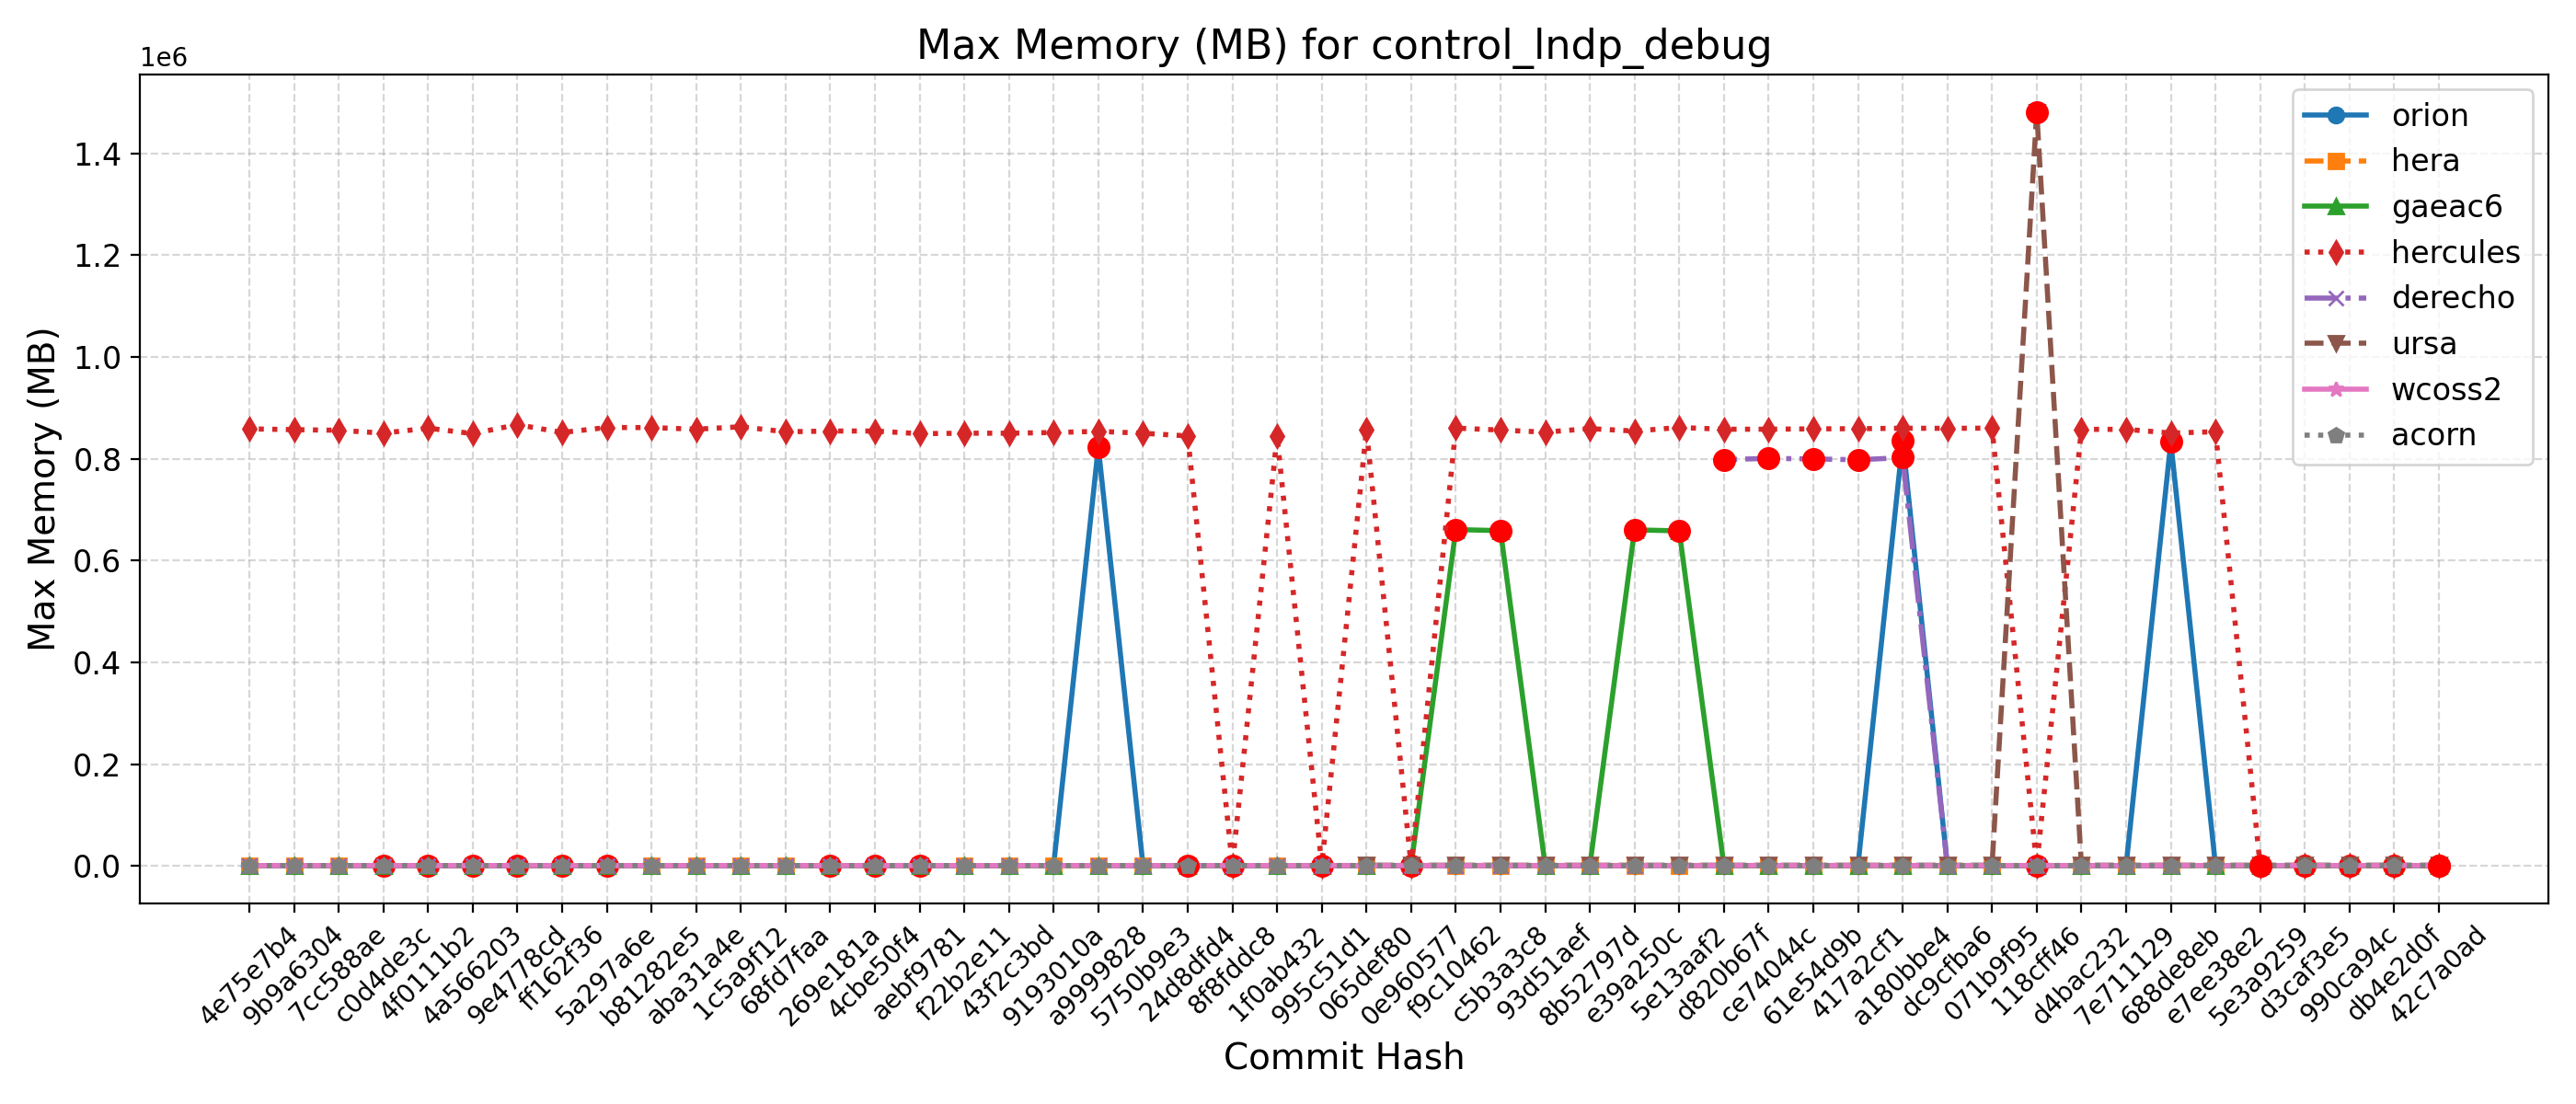 Max Memory (MB) for control_lndp_debug
1e6
1.4
1.2
1.0
0.8
0.6
0.4
0.2
0.0
Max Memory (MB)
orion
hera
gaeac6
hercules
derecho
ursa
wcoss2
acorn
4e75e7b4
9b9a6304
7cc588ae
c0d4de3c
4f0111b2
4a566203
9e4778cd
ff162f36
5a297a6e
b81282e5
aba31a4e
1c5a9f12
68fd7faa
269e181a
4cbe50f4
aebf9781
f22b2e11
43f2c3bd
9193010a
a9999828
5750b9e3
24d8dfd4
8f8fddc8
1f0ab432
995c51d1
065def80
0e960577
f9c10462
c5b3a3c8
93d51aef
8b52797d
e39a250c
5e13aaf2
d820b67f
ce74044c
61e54d9b
417a2cf1
a180bbe4
dc9cfba6
071b9f95
118cff46
d4bac232
7e711129
688de8eb
e7ee38e2
5e3a9259
d3caf3e5
990ca94c
db4e2d0f
42c7a0ad
Commit Hash